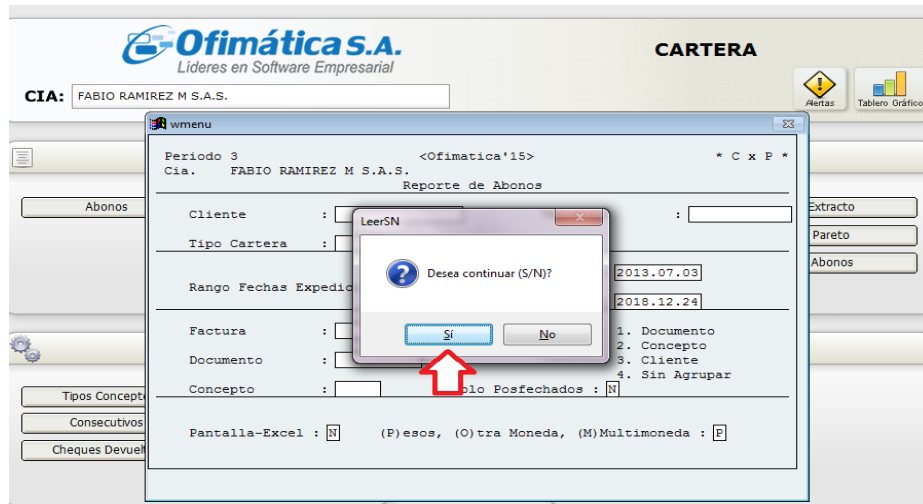 Ofimática S.A.
Lideres en Software Empresarial
CARTERA
CIA: FABIO RAMIREZ M S.A.S.
Alertas
Tablero Gráfico
wmenu
Periodo 3 <Ofimatica'15> * C x P *
Cia. FABIO RAMIREZ M S.A.S.
Reporte de Abonos
Abonos
Cliente : :
Extracto
LeerSN
Tipo Cartera :
Pareto
Abonos
Desea continuar (S/N)?
2013.07.03
Rango Fechas Expedic
2018.12.24
Sí No
Factura : 1. Documento
2. Concepto
Documento : 3. Cliente
4. Sin Agrupar
Concepto : olo Posfechados : N
Tipos Concept
Consecutivos
Cheques Devuel
Pantalla-Excel : N (P)esos, (O)tra Moneda, (M)Multimoneda : P